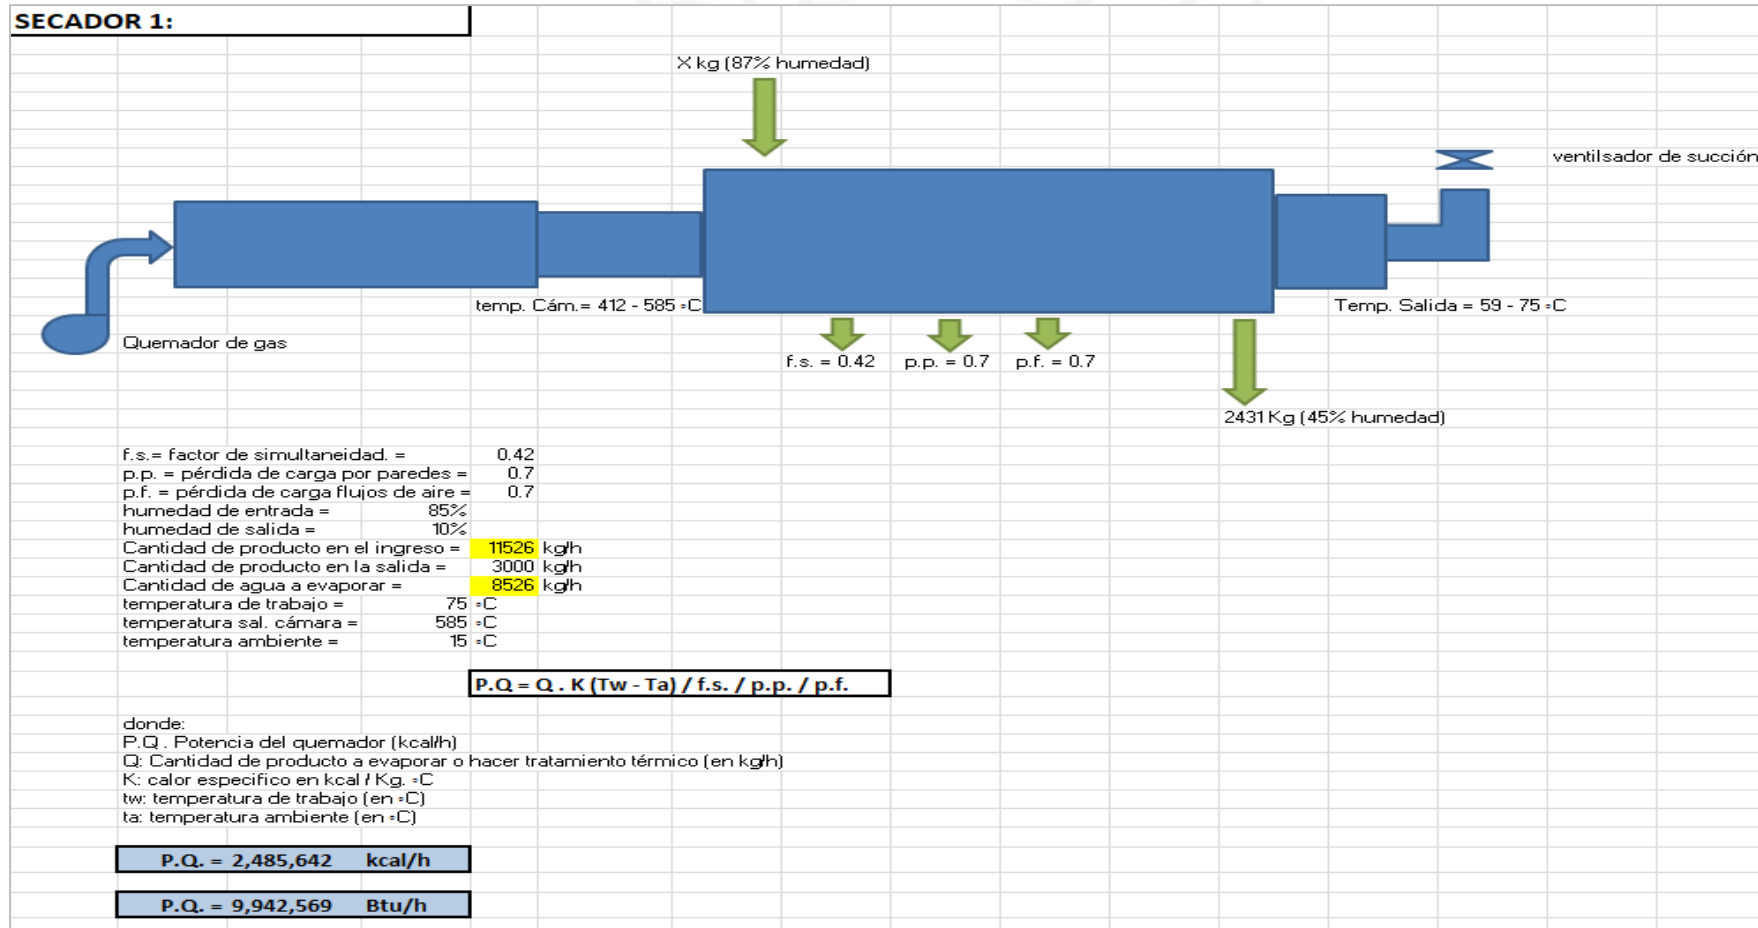 SECADOR 1:
X kg (87% humedad)
ventilsador de succión
temp. Cám.= 412 - 585 °C
Temp. Salida = 59 - 75 °C
Quemador de gas
f.s. = 0.42 p.p. = 0.7 p.f. = 0.7
2431 Kg (45% humedad)
f.s.= factor de simultaneidad. = 0.42
p.p. = pérdida de carga por paredes = 0.7
p.f. = pérdida de carga flujos de aire = 0.7
humedad de entrada = 85%
humedad de salida = 10%
Cantidad de producto en el ingreso = 11526 kg/h
Cantidad de producto en la salida = 3000 kg/h
Cantidad de agua a evaporar = 8526 kg/h
temperatura de trabajo = 75 °C
temperatura sal. cámara = 585 °C
temperatura ambiente = 15 °C
P.Q = Q . K (Tw - Ta) / f.s. / p.p. / p.f.
donde:
P.Q . Potencia del quemador (kcal/h)
Q: Cantidad de producto a evaporar o hacer tratamiento térmico (en kg/h)
K: calor especifico en kcal / Kg. °C
tw: temperatura de trabajo (en °C)
ta: temperatura ambiente (en °C)
P.Q. = 2,485,642 kcal/h
P.Q. = 9,942,569 Btu/h